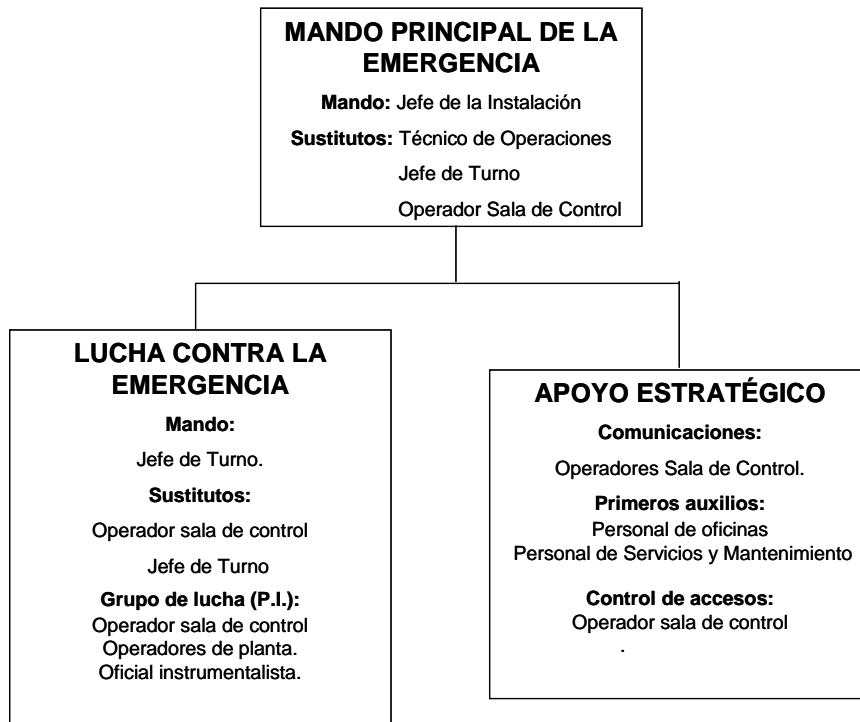 MANDO PRINCIPAL DE LA
EMERGENCIA
Mando: Jefe de la Instalación
Sustitutos: Técnico de Operaciones
Jefe de Turno
Operador Sala de Control
LUCHA CONTRA LA
EMERGENCIA
Mando:
Jefe de Turno.
Sustitutos:
Operador sala de control
Jefe de Turno
Grupo de lucha (P.I.):
Operador sala de control
Operadores de planta.
Oficial instrumentalista.
APOYO ESTRATÉGICO
Comunicaciones:
Operadores Sala de Control.
Primeros auxilios:
Personal de oficinas
Personal de Servicios y Mantenimiento
Control de accesos:
Operador sala de control
.